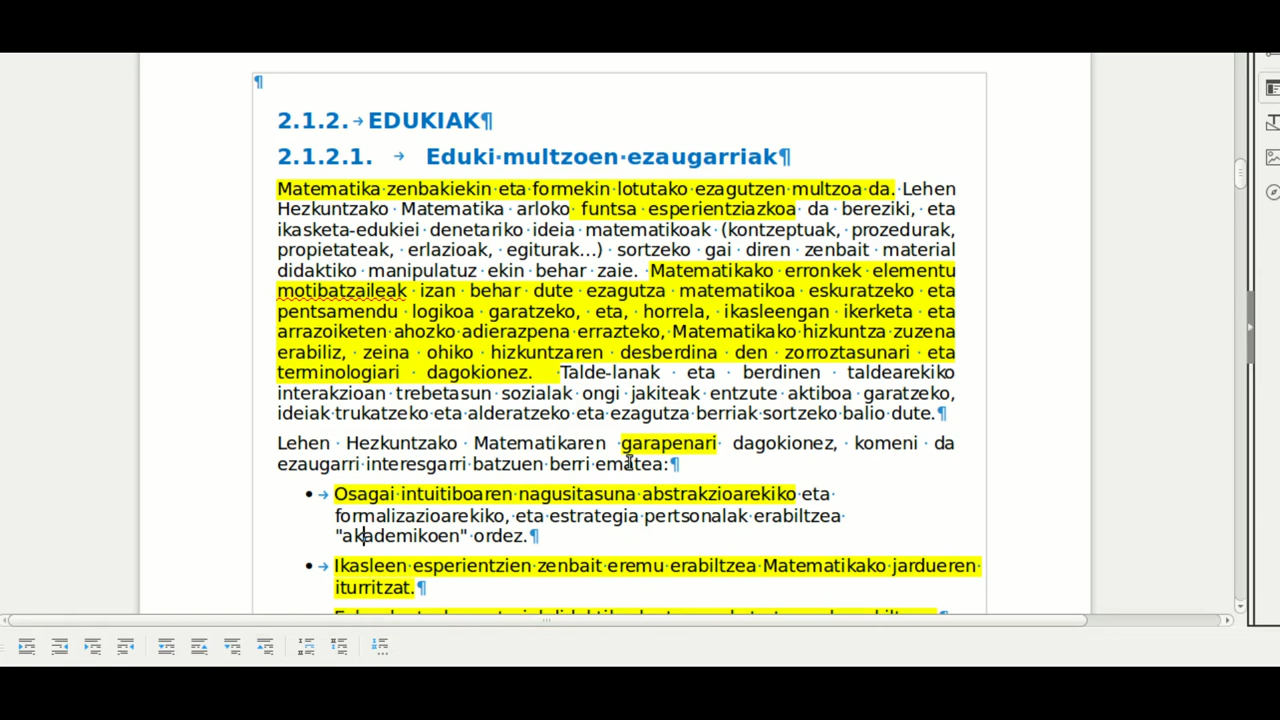 2.1.2. EDUKIAK
2.1.2.1. Eduki multzoen ezaugarriak
Matematika zenbakiekin eta formekin lotutako ezagutzen multzoa da. Lehen
Hezkuntzako Matematika arloko funtsa esperientziazkoa da bereziki, eta
ikasketa-edukiei denetariko ideia matematikoak (kontzeptuak, prozedurak,
propietateak, erlazioak, egiturak...) sortzeko gai diren zenbait material
didaktiko manipulatuz ekin behar zaie. Matematikako erronkek elementu
motibatzaileak izan behar dute ezagutza matematikoa eskuratzeko eta
pentsamendu logikoa garatzeko, eta, horrela, ikasleengan ikerketa eta
arrazoiketen ahozko adierazpena errazteko, Matematikako hizkuntza zuzena
erabiliz, zeina ohiko hizkuntzaren desberdina den zorroztasunari eta
terminologiari dagokionez. Talde-lanak eta berdinen taldearekiko
interakzioan trebetasun sozialak ongi jakiteak entzute aktiboa garatzeko,
ideiak trukatzeko eta alderatzeko eta ezagutza berriak sortzeko balio dute.
Lehen Hezkuntzako Matematikaren garapenari dagokionez, komeni da
ezaugarri interesgarri batzuen berri ematea:
• Osagai intuitiboaren nagusitasuna abstrakzioarekiko eta
formalizazioarekiko, eta estrategia pertsonalak erabiltzea
"akademikoen" ordez.
• Ikasleen esperientzien zenbait eremu erabiltzea Matematikako jardueren
iturritzat.